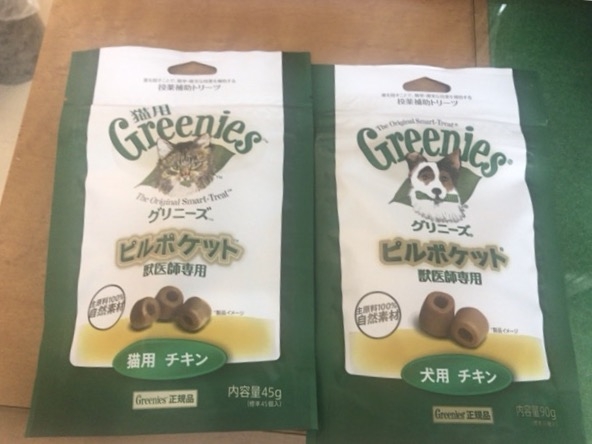 投薬補助トリーツ
猫用
Greenies
The Original Smart-Treat™
グリニーズ™
ピルポケット
獣医師専用
主原料100%
自然素材
*製品イメージ
猫用 チキン
内容量45g
Greenies 正規品
投薬補助トリーツ
The Original Smart-Treat®
Greenies®
グリニーズ™
ピルポケット
獣医師専用
主原料100%
自然素材
*製品イメージ
犬用 チキン
内容量90g
Greenies 正規品